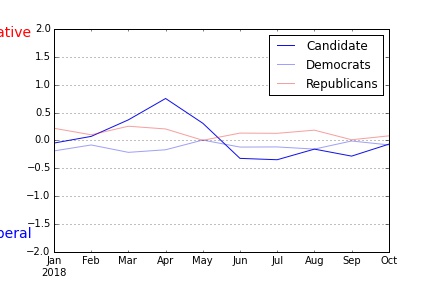 ative
beral
2.0
1.5
1.0
0.5
0.0
−0.5
−1.0
−1.5
−2.0
Candidate
Democrats
Republicans
Jan Feb Mar Apr May Jun Jul Aug Sep Oct
2018